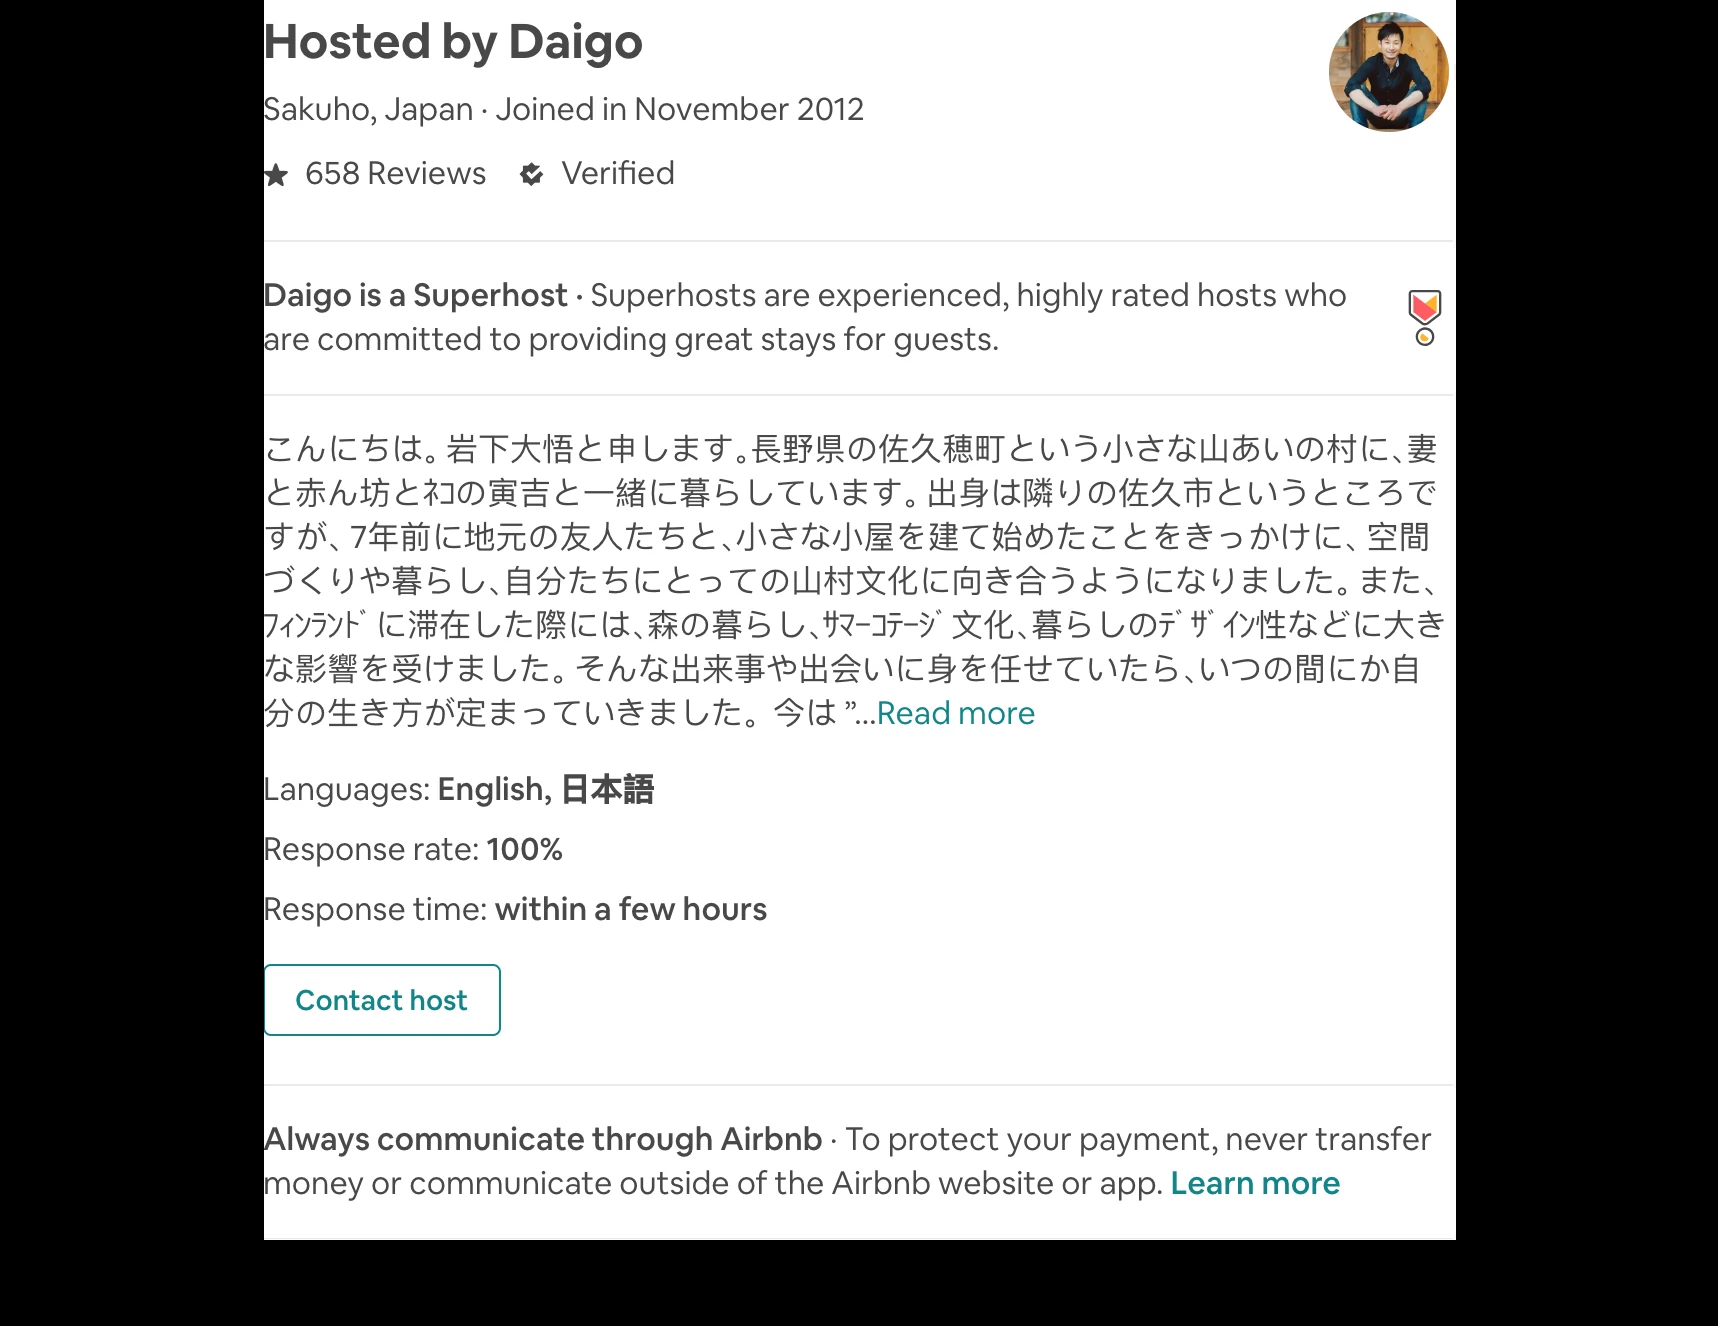 Hosted by Daigo
Sakuho, Japan · Joined in November 2012
658 Reviews Verified
Daigo is a Superhost · Superhosts are experienced, highly rated hosts who
are committed to providing great stays for guests.
こんにちは。岩下大悟と申します。長野県の佐久穂町という小さな山あいの村に、妻
と赤ん坊とﾈｺの寅吉と一緒に暮らしています。出身は隣りの佐久市というところで
すが、7年前に地元の友人たちと、小さな小屋を建て始めたことをきっかけに、空間
づくりや暮らし、自分たちにとっての山村文化に向き合うようになりました。また、
ﾌｨﾝﾗﾝﾄﾞに滞在した際には、森の暮らし、ｻﾏｰｺﾃｰｼﾞ文化、暮らしのﾃﾞｻﾞｲﾝ性などに大き
な影響を受けました。そんな出来事や出会いに身を任せていたら、いつの間にか自
分の生き方が定まっていきました。今は ”...Read more
Languages: English, 日本語
Response rate: 100%
Response time: within a few hours
Contact host
Always communicate through Airbnb · To protect your payment, never transfer
money or communicate outside of the Airbnb website or app. Learn more